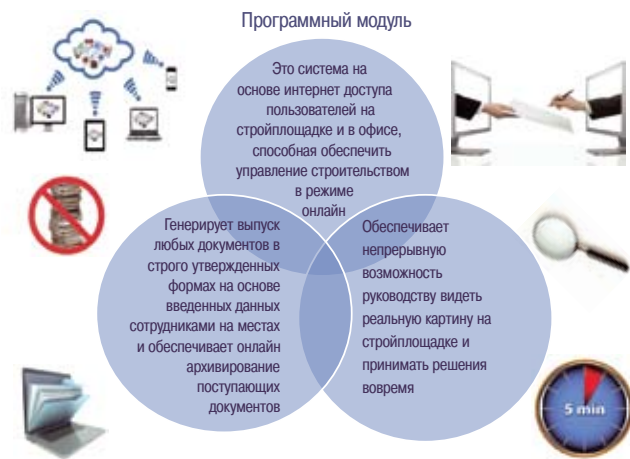 Программный модуль
Это система на
основе интернет доступа
пользователей на
стройплощадке и в офисе,
способная обеспечить
управление строительством
в режиме
онлайн
Генерирует выпуск
любых документов в
строго утвержденных
формах на основе
введенных данных
сотрудниками на местах
и обеспечивает онлайн
архивирование
поступающих
документов
Обеспечивает
непрерывную
возможность
руководству видеть
реальную картину на
стройплощадке и
принимать решения
вовремя
5 min